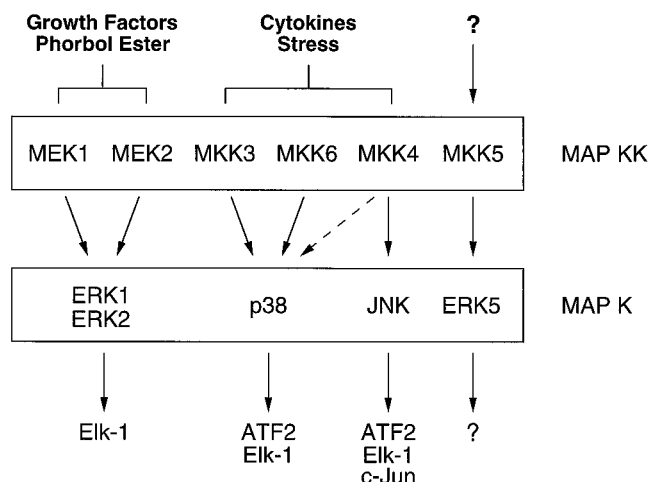 Growth Factors Cytokines ?
Phorbol Ester Stress
MEK1 MEK2 MKK3 MKK6 MKK4 MKK5 MAP KK
ERK1
ERK2 p38 JNK ERK5 MAP K
Elk-1 ATF2 ATF2 ?
Elk-1 Elk-1
c-Jun